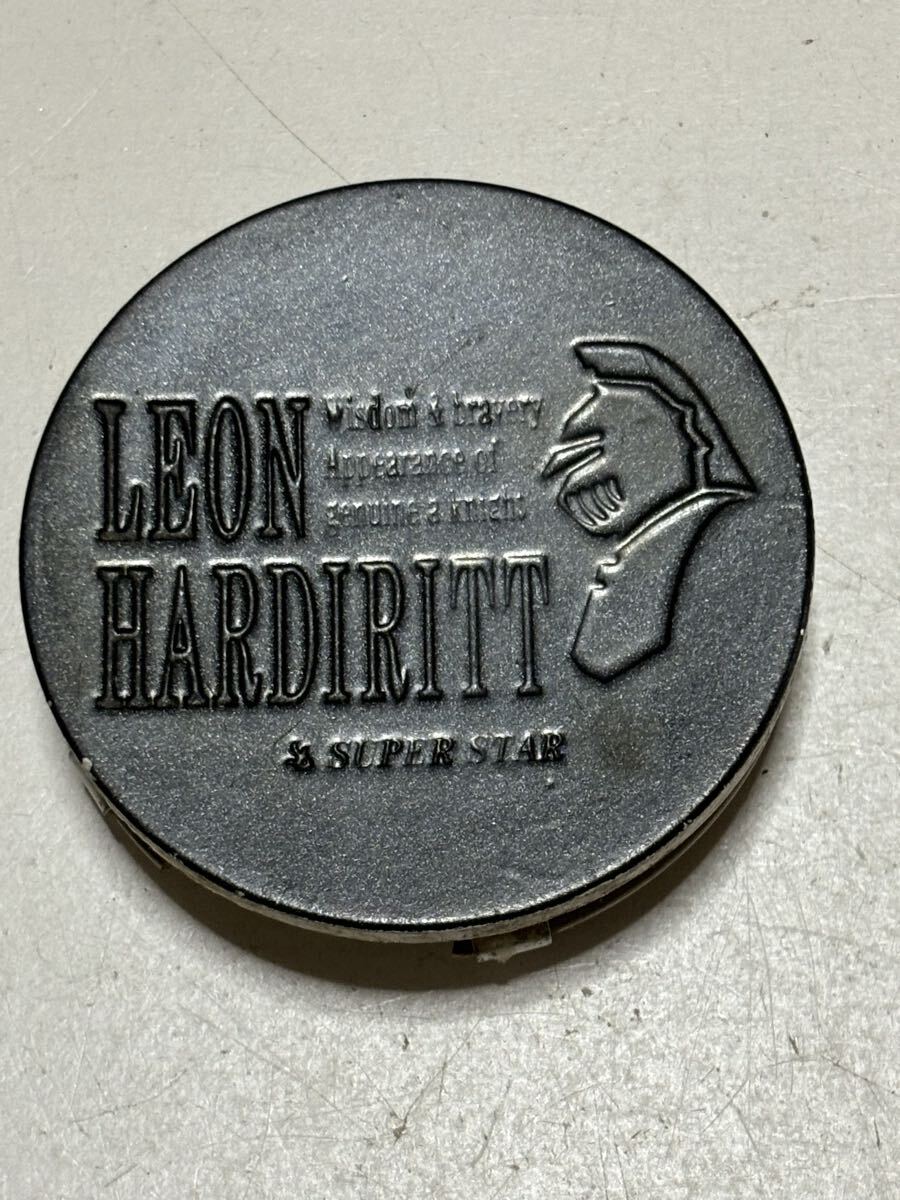 LEON
Wisdom & bravery
Appearance of
genuine a knight
HARDIRITT
& SUPER STAR